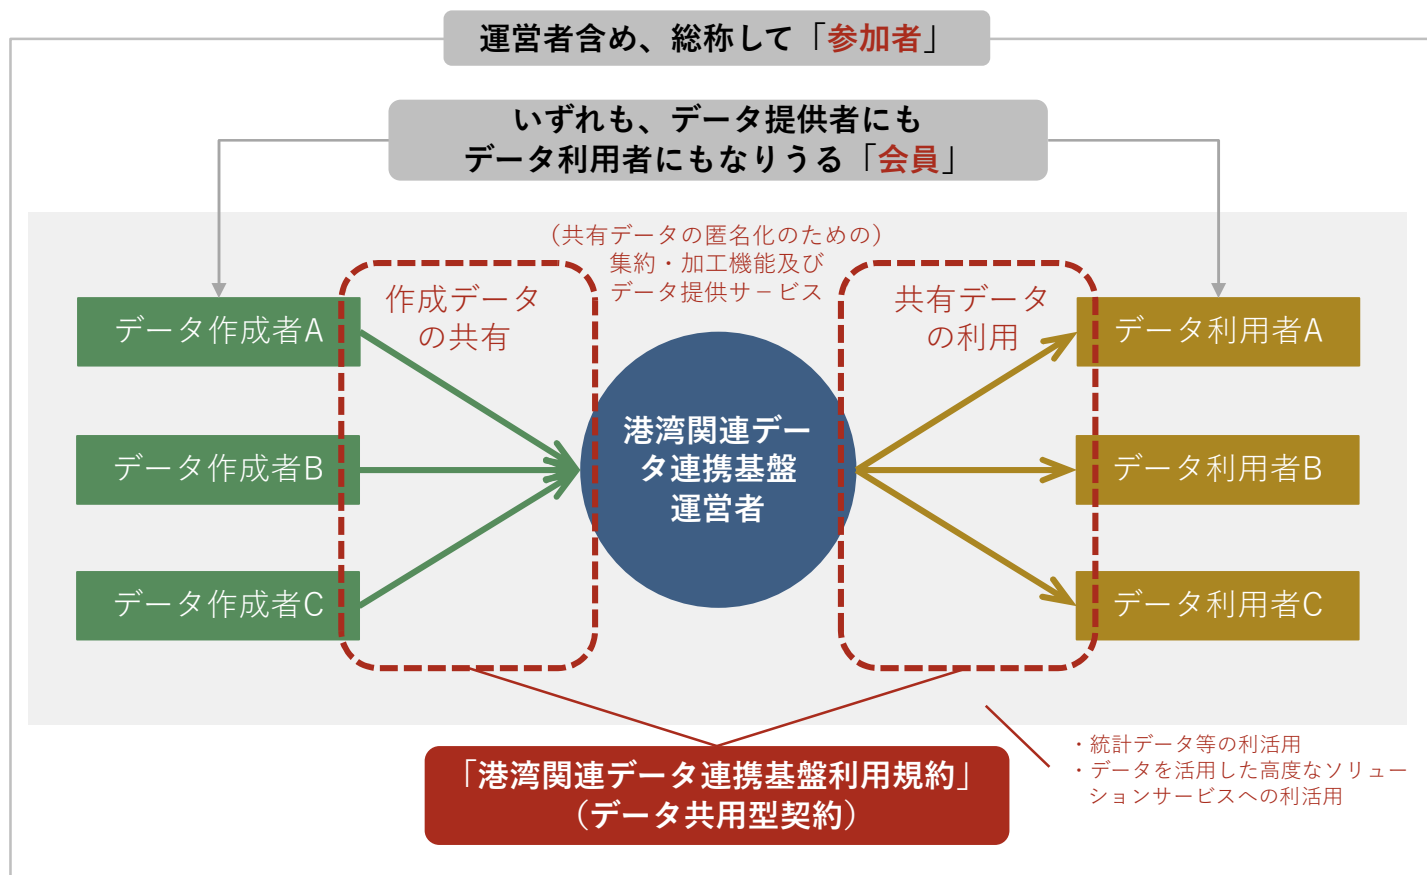 運営者含め、総称して「参加者」
いずれも、データ提供者にも
データ利用者にもなりうる「会員」
（共有データの匿名化のための）
集約・加工機能及び
データ提供サービス
作成データ
の共有
共有データ
の利用
データ作成者A
データ作成者B
データ作成者C
港湾関連デー
タ連携基盤
運営者
データ利用者A
データ利用者B
データ利用者C
「港湾関連データ連携基盤利用規約」
（データ共用型契約）
・統計データ等の利活用
・データを活用した高度なソリュー
ションサービスへの利活用